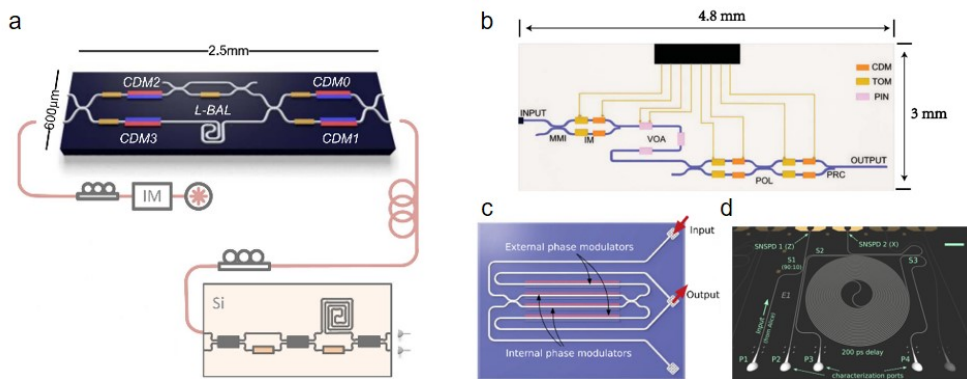 a
2.5mm
600μm
CDM2
CDM0
L-BAL
CDM3
CDM1
IM
Si
b
4.8 mm
CDM
TOM
PIN
INPUT
MMI
IM
VOA
3 mm
OUTPUT
POL
PRC
c
Input
External phase modulators
Output
Internal phase modulators
d
SNSPD 1 (Z)
SNSPD 2 (X)
S1
(90:10)
S2
S3
E1
Input
(from Alice)
200 ps delay
P1
P2
P3
P4
characterization ports